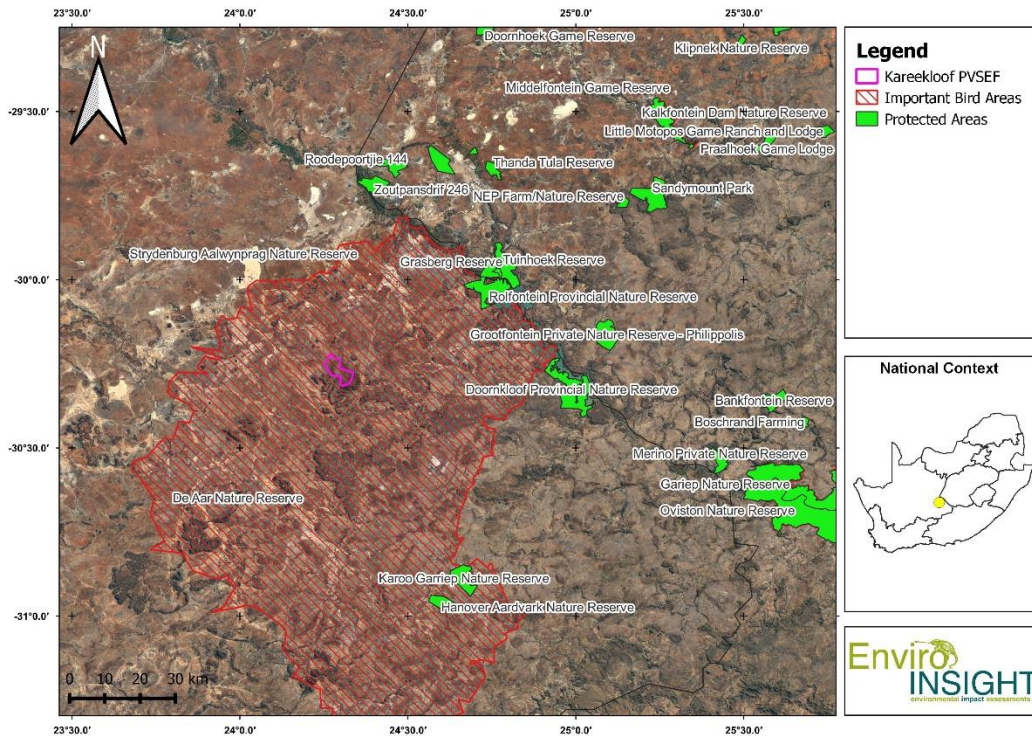 23°30.0' 24°0.0' 24°30.0' 25°0.0' 25°30.0'
N
Doornhoek Game Reserve
Klipnek Nature Reserve
-29°30.0'
Middelfontein Game Reserve
Kalkfontein Dam Nature Reserve
Little Motopos Game Ranch and Lodge
Praalhoek Game Lodge
Roodepoortjie 144
Thanda Tula Reserve
Zoutpansdrif 246
NEP Farm/Nature Reserve
Sandymount Park
Strydenburg Aalwynprag Nature Reserve
Grasberg Reserve
Tuinhoek Reserve
-30°0.0'
Rolfontein Provincial Nature Reserve
Grootfontein Private Nature Reserve - Philippolis
Doornkloof Provincial Nature Reserve
Bankfontein Reserve
Boschrand Farming
-30°30.0'
Merino Private Nature Reserve
Gariep Nature Reserve
De Aar Nature Reserve
Oviston Nature Reserve
Karoo Garriep Nature Reserve
Hanover Aardvark Nature Reserve
-31°0.0'
0 10 20 30 km
23°30.0' 24°0.0' 24°30.0' 25°0.0' 25°30.0'
Legend
Kareekloof PVSEF
Important Bird Areas
Protected Areas
National Context
Enviro
INSIGHT
environmental impact assessments